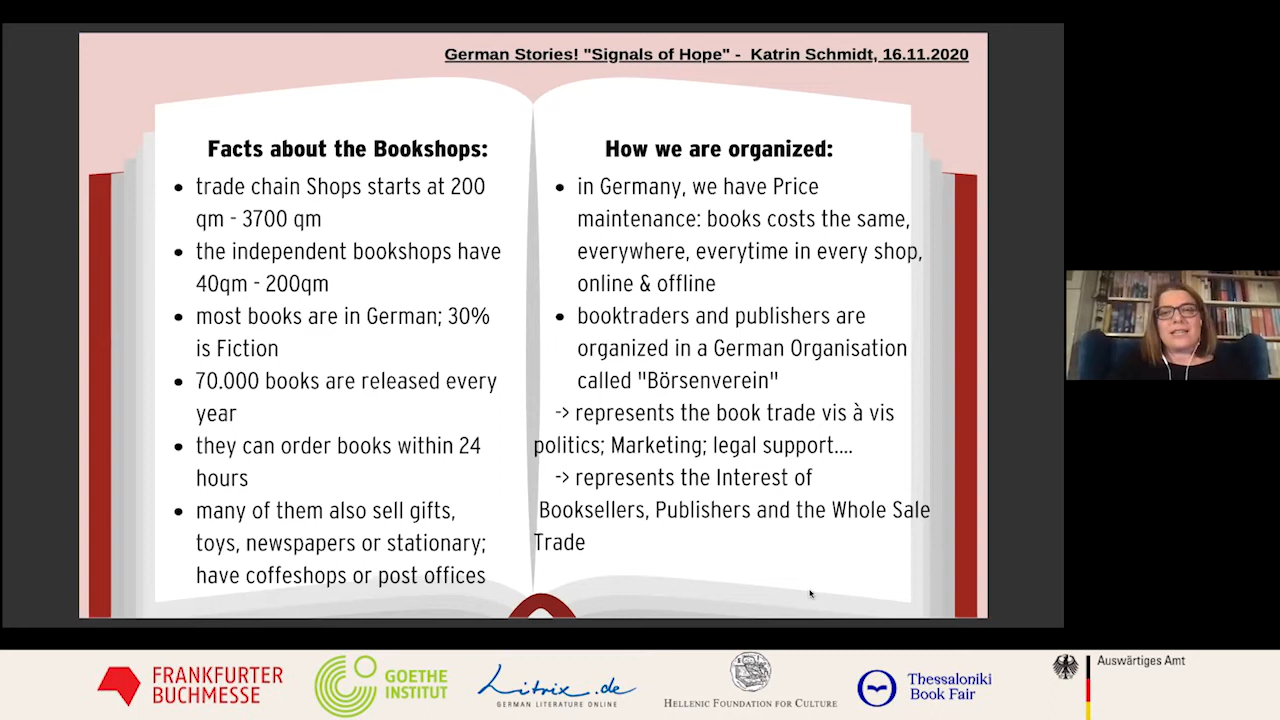 German Stories! "Signals of Hope" - Katrin Schmidt, 16.11.2020
Facts about the Bookshops:
trade chain Shops starts at 200
qm - 3700 qm
the independent bookshops have
40qm - 200qm
most books are in German; 30%
is Fiction
70.000 books are released every
year
they can order books within 24
hours
many of them also sell gifts,
toys, newspapers or stationary;
have coffeshops or post offices
How we are organized:
in Germany, we have Price
maintenance: books costs the same,
everywhere, everytime in every shop,
online & offline
booktraders and publishers are
organized in a German Organisation
called "Börsenverein"
-> represents the book trade vis à vis
politics; Marketing; legal support....
-> represents the Interest of
Booksellers, Publishers and the Whole Sale
Trade
FRANKFURTER
BUCHMESSE
GOETHE
INSTITUT
Litrix.de
GERMAN LITERATURE ONLINE
HELLENIC FOUNDATION FOR CULTURE
Thessaloniki
Book Fair
Auswärtiges Amt